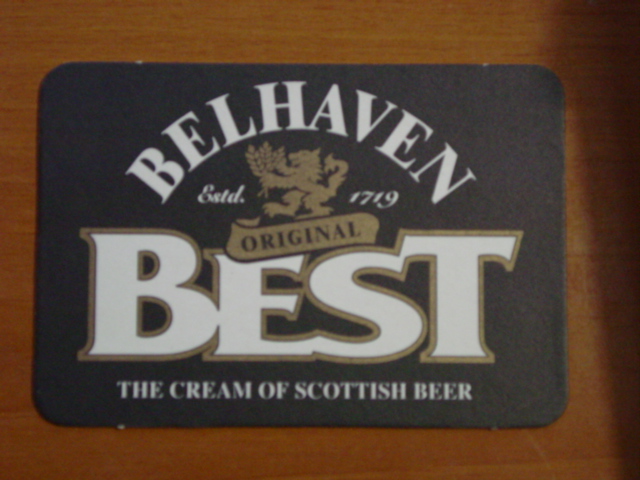 BELHAVEN
Estd. 1719
ORIGINAL
BEST
THE CREAM OF SCOTTISH BEER